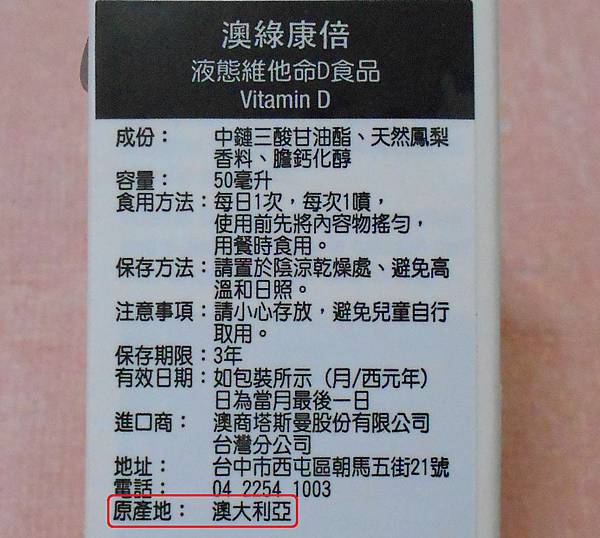 澳綠康倍
液態維他命D食品
Vitamin D
成份： 中鏈三酸甘油酯、天然鳳梨
香料、膽鈣化醇
容量： 50毫升
食用方法：每日1次，每次1噴，
使用前先將內容物搖勻，
用餐時食用。
保存方法：請置於陰涼乾燥處、避免高
溫和日照。
注意事項：請小心存放，避免兒童自行
取用。
保存期限：3年
有效日期：如包裝所示（月/西元年）
日為當月最後一日
進口商： 澳商塔斯曼股份有限公司
台灣分公司
地址： 台中市西屯區朝馬五街21號
電話： 04 2254 1003
原產地： 澳大利亞